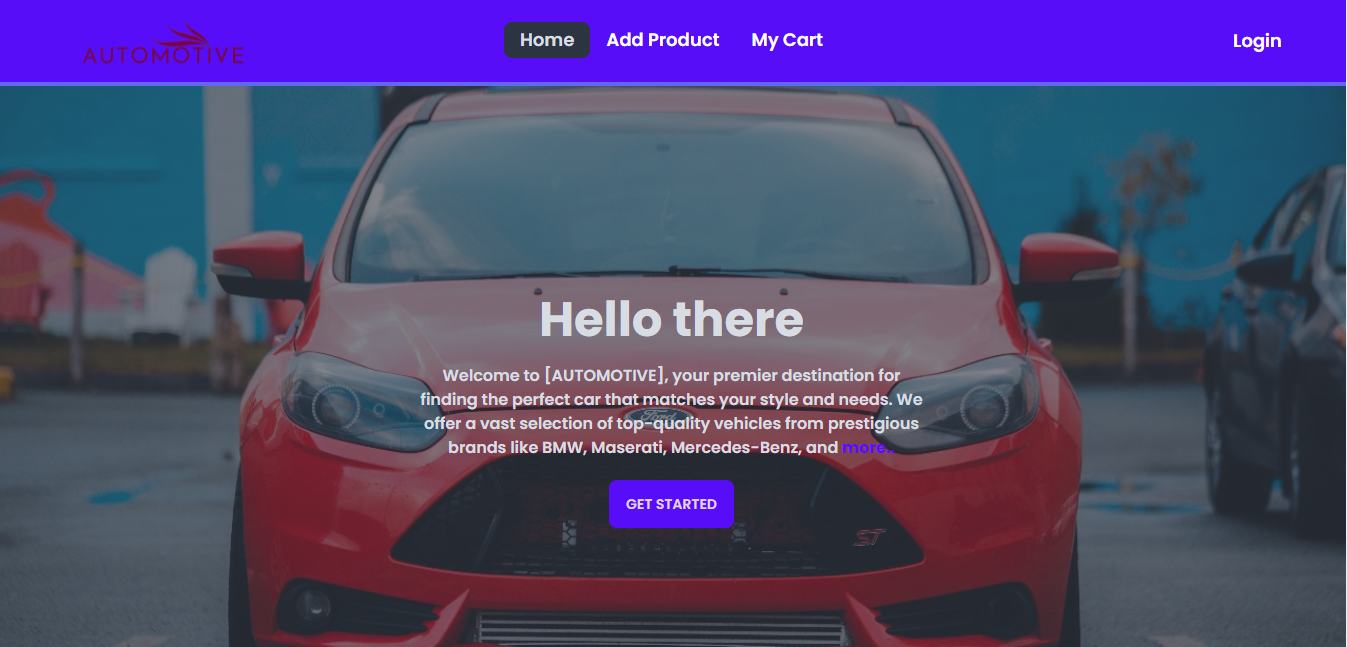 AUTOMOTIVE
Home
Add Product
My Cart
Login
Hello there
Welcome to [AUTOMOTIVE], your premier destination for
finding the perfect car that matches your style and needs. We
Ford
offer a vast selection of top-quality vehicles from prestigious
brands like BMW, Maserati, Mercedes-Benz, and more..
GET STARTED
ST